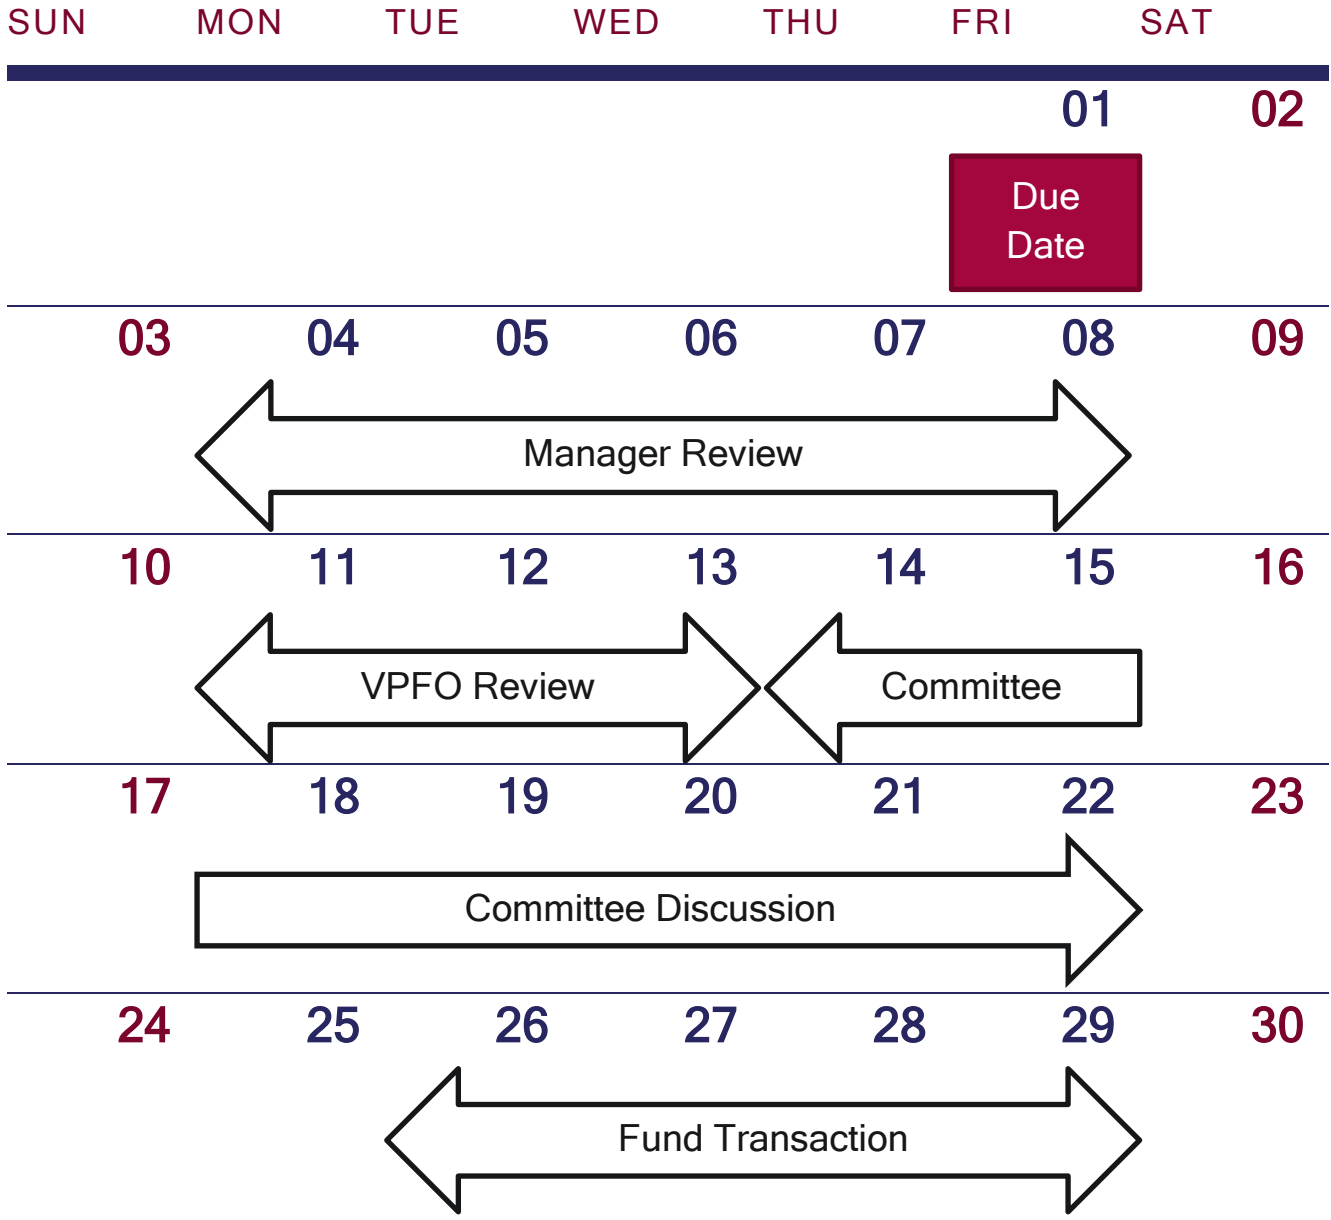 SUN MON TUE WED THU FRI SAT
01 02
Due
Date
03 04 05 06 07 08 09
Manager Review
10 11 12 13 14 15 16
VPFO Review Committee
17 18 19 20 21 22 23
Committee Discussion
24 25 26 27 28 29 30
Fund Transaction